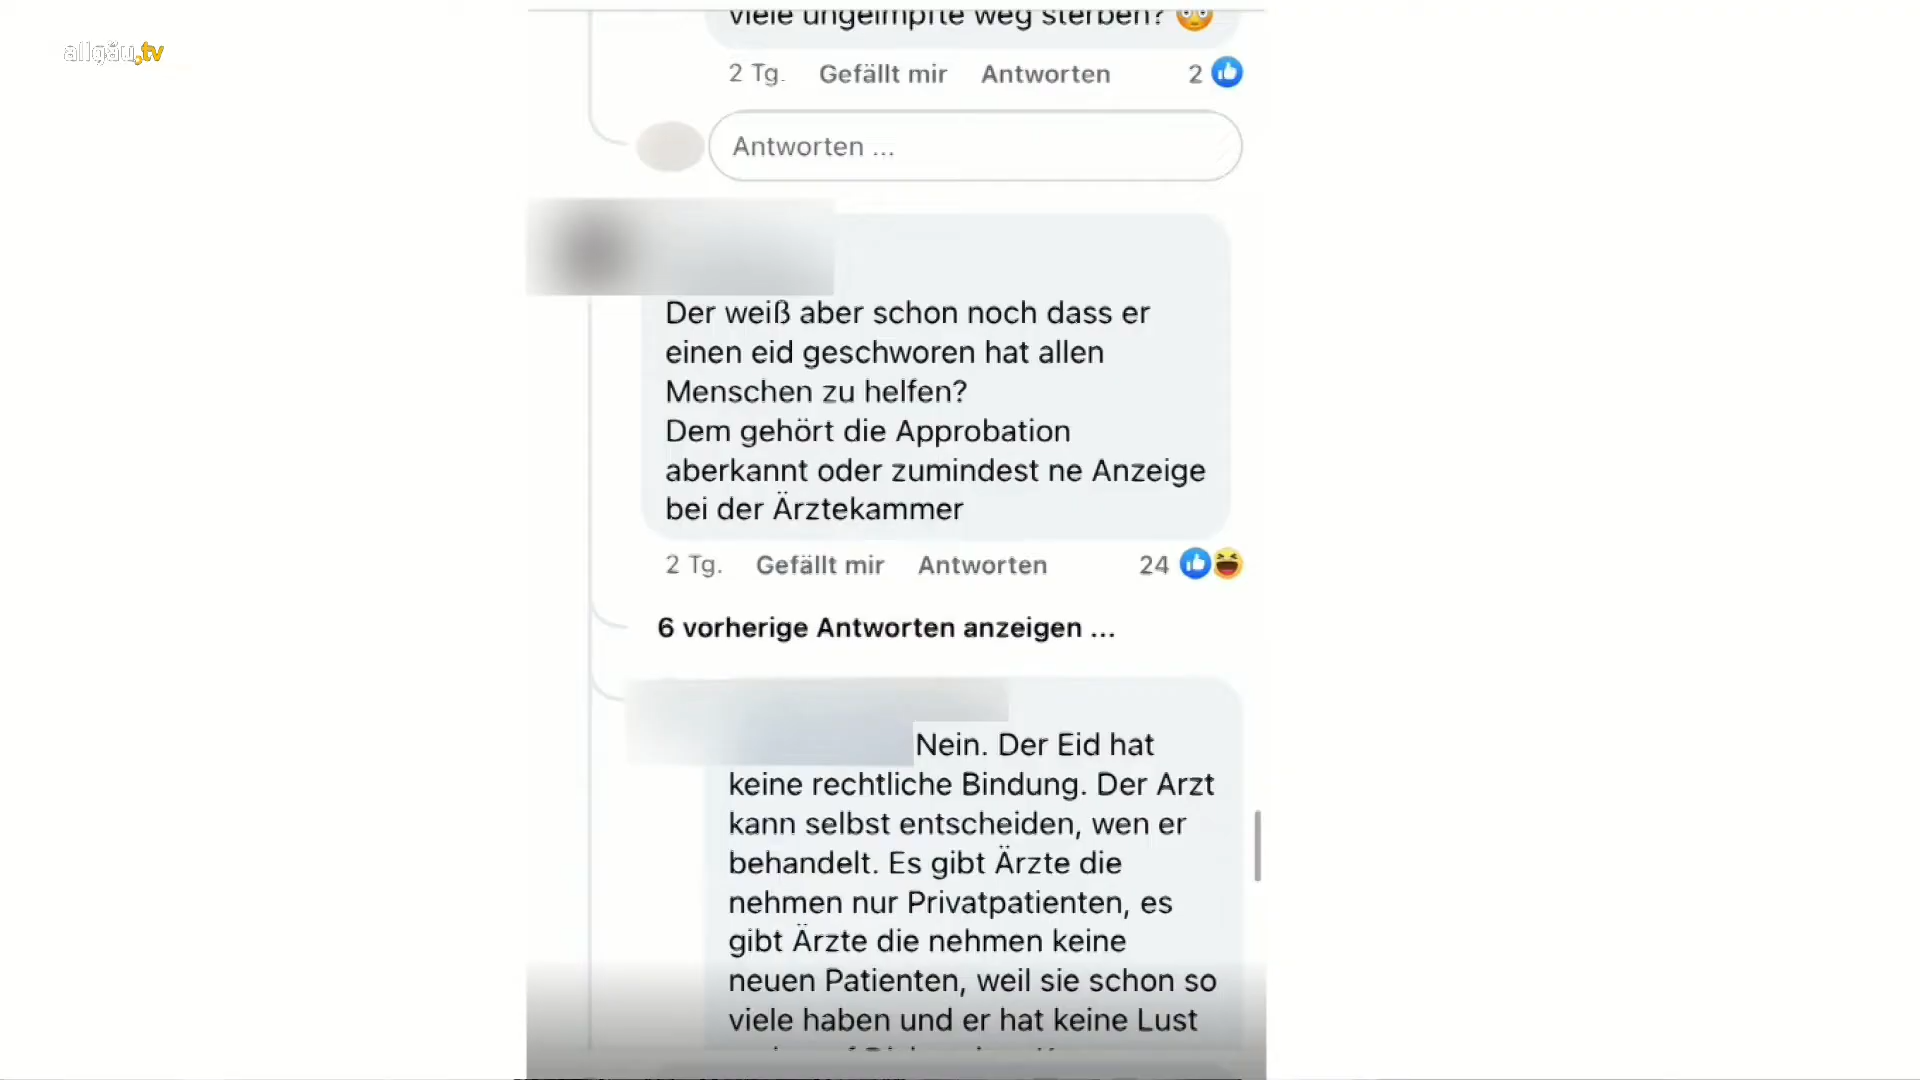 allgäu.tv
viele ungeimpfte weg sterben? 😳
2 Tg. Gefällt mir Antworten 2
Antworten ...
Der weiß aber schon noch dass er
einen eid geschworen hat allen
Menschen zu helfen?
Dem gehört die Approbation
aberkannt oder zumindest ne Anzeige
bei der Ärztekammer
2 Tg. Gefällt mir Antworten 24
6 vorherige Antworten anzeigen ...
Nein. Der Eid hat
keine rechtliche Bindung. Der Arzt
kann selbst entscheiden, wen er
behandelt. Es gibt Ärzte die
nehmen nur Privatpatienten, es
gibt Ärzte die nehmen keine
neuen Patienten, weil sie schon so
viele haben und er hat keine Lust